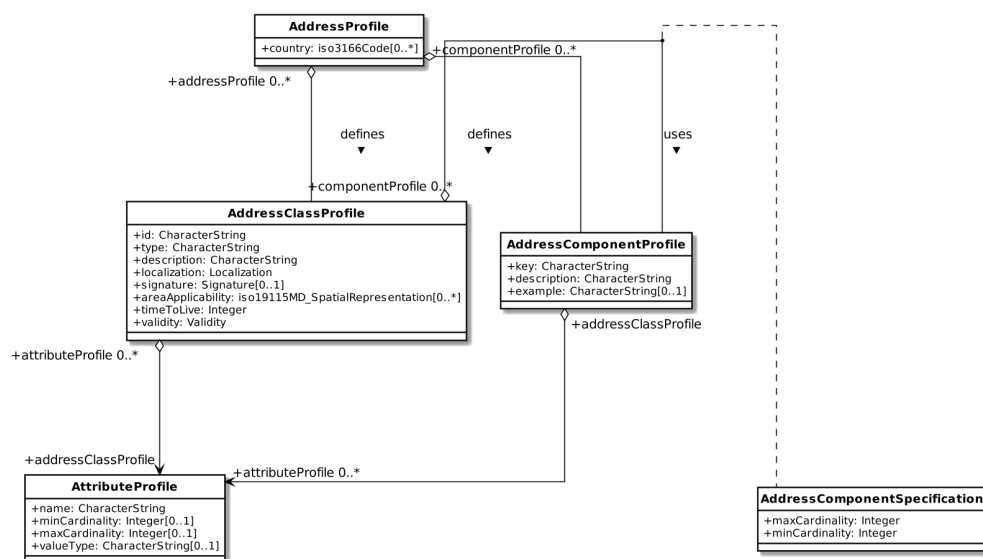 AddressProfile
+country: iso3166Code[0..*]
+componentProfile 0..*
+addressProfile 0..*
defines
defines
uses
+componentProfile 0..*
AddressClassProfile
+id: CharacterString
+type: CharacterString
+description: CharacterString
+localization: Localization
+signature: Signature[0..1]
+areaApplicability: iso19115MD_SpatialRepresentation[0..*]
+timeToLive: Integer
+validity: Validity
AddressComponentProfile
+key: CharacterString
+description: CharacterString
+example: CharacterString[0..1]
+addressClassProfile
+attributeProfile 0..*
+addressClassProfile
+attributeProfile 0..*
AttributeProfile
+name: CharacterString
+minCardinality: Integer[0..1]
+maxCardinality: Integer[0..1]
+valueType: CharacterString[0..1]
AddressComponentSpecification
+maxCardinality: Integer
+minCardinality: Integer